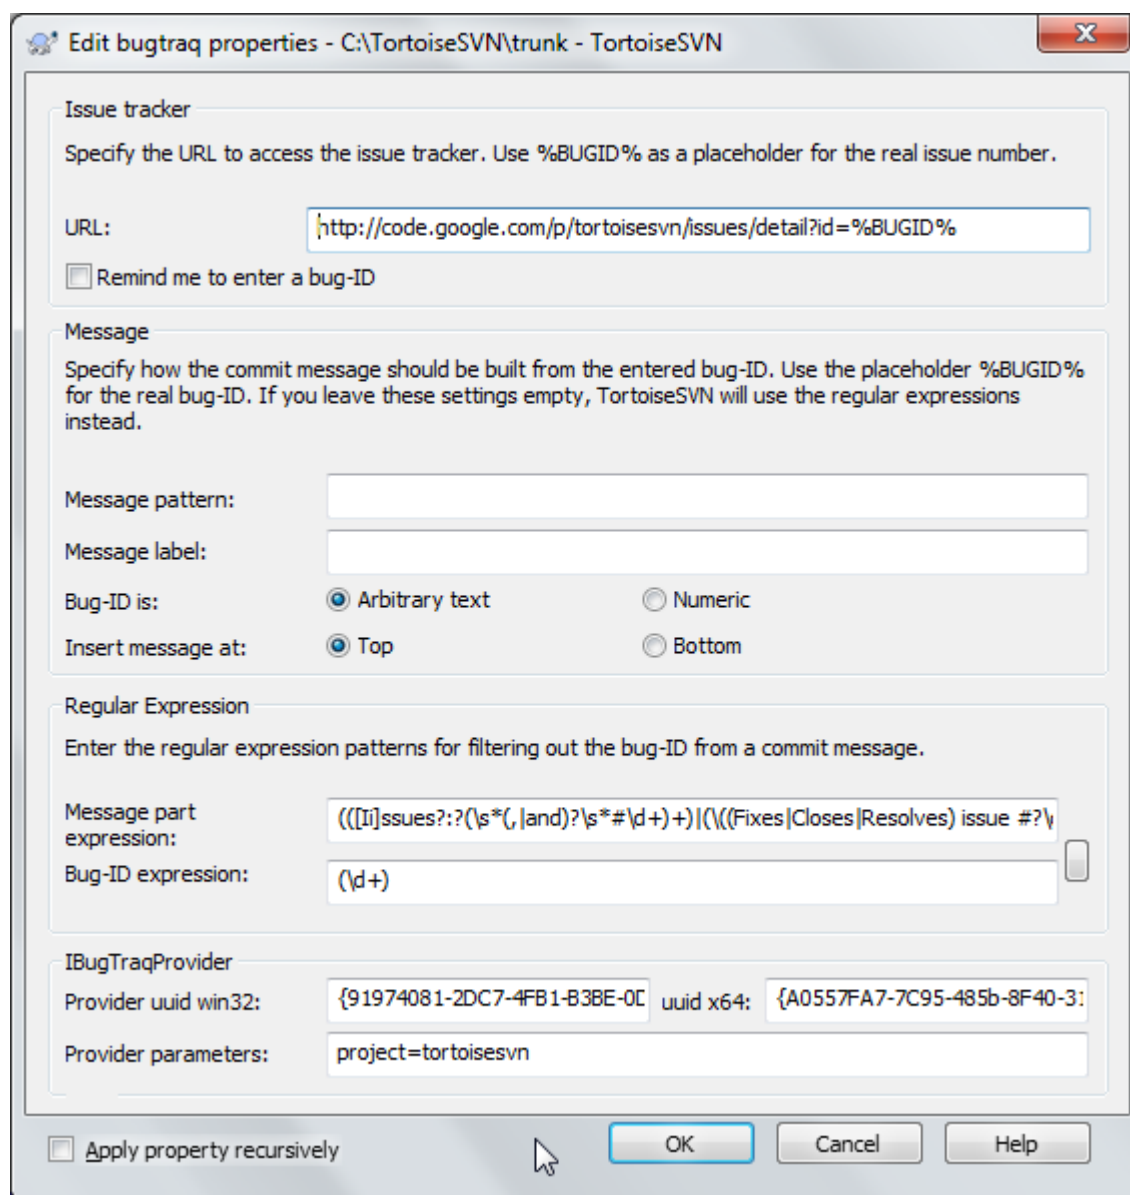 Edit bugtraq properties - C:\TortoiseSVN\trunk - TortoiseSVN
Issue tracker
Specify the URL to access the issue tracker. Use %BUGID% as a placeholder for the real issue number.
URL: http://code.google.com/p/tortoisesvn/issues/detail?id=%BUGID%
Remind me to enter a bug-ID
Message
Specify how the commit message should be built from the entered bug-ID. Use the placeholder %BUGID%
for the real bug-ID. If you leave these settings empty, TortoiseSVN will use the regular expressions
instead.
Message pattern:
Message label:
Bug-ID is: Arbitrary text Numeric
Insert message at: Top Bottom
Regular Expression
Enter the regular expression patterns for filtering out the bug-ID from a commit message.
Message part
expression: (([Ii]ssues?:?(\s*(,|and)?\s*#\d+)+)|(\((Fixes|Closes|Resolves) issue #?\
Bug-ID expression: (\d+)
IBugTraqProvider
Provider uuid win32: {91974081-2DC7-4FB1-B3BE-0D uuid x64: {A0557FA7-7C95-485b-8F40-31
Provider parameters: project=tortoisesvn
Apply property recursively OK Cancel Help